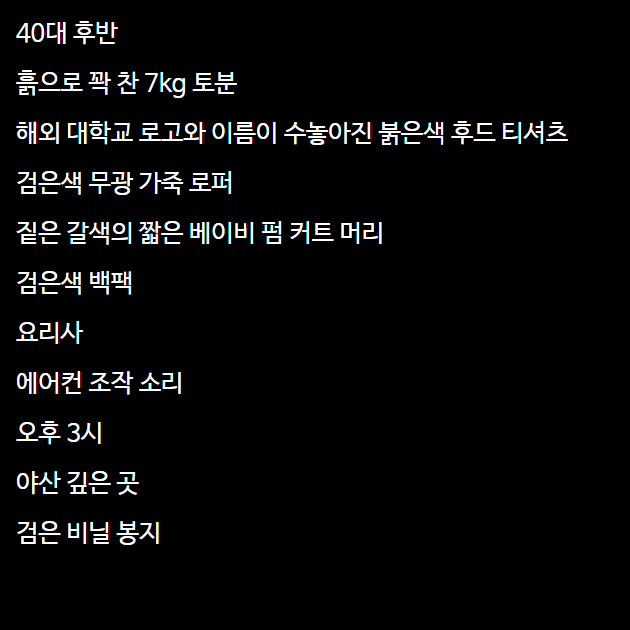 40대 후반
흙으로 꽉 찬 7kg 토분
해외 대학교 로고와 이름이 수놓아진 붉은색 후드 티셔츠
검은색 무광 가죽 로퍼
짙은 갈색의 짧은 베이비 펌 커트 머리
검은색 백팩
요리사
에어컨 조작 소리
오후 3시
야산 깊은 곳
검은 비닐 봉지